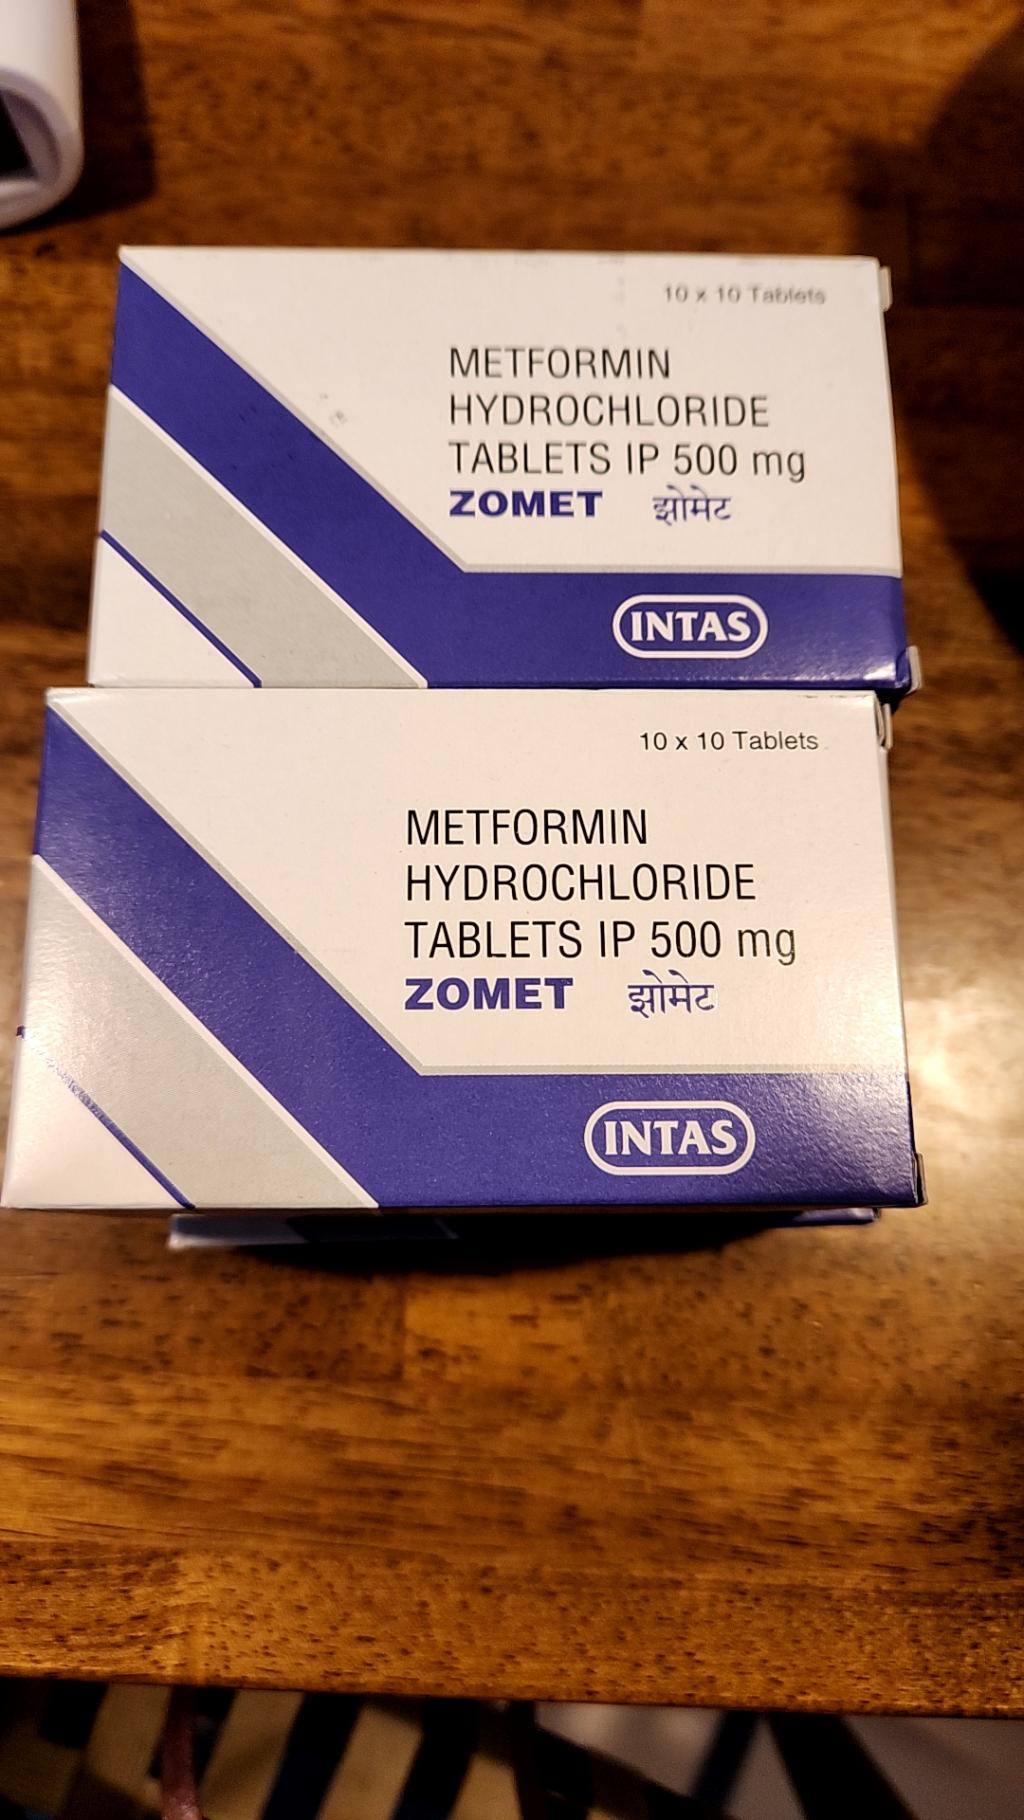 10 x 10 Tablets
METFORMIN
HYDROCHLORIDE
TABLETS IP 500 mg
ZOMET झोमेट
INTAS
10 x 10 Tablets
METFORMIN
HYDROCHLORIDE
TABLETS IP 500 mg
ZOMET झोमेट
INTAS